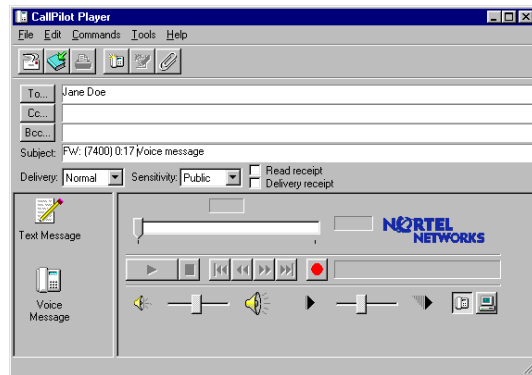 CallPilot Player
File Edit Commands Tools Help
To... Jane Doe
Cc...
Bcc...
Subject: FW: (7400) 0:17 Voice message
Delivery: Normal Sensitivity: Public Read receipt
Delivery receipt
Text Message
Voice
Message
NORTEL
NETWORKS